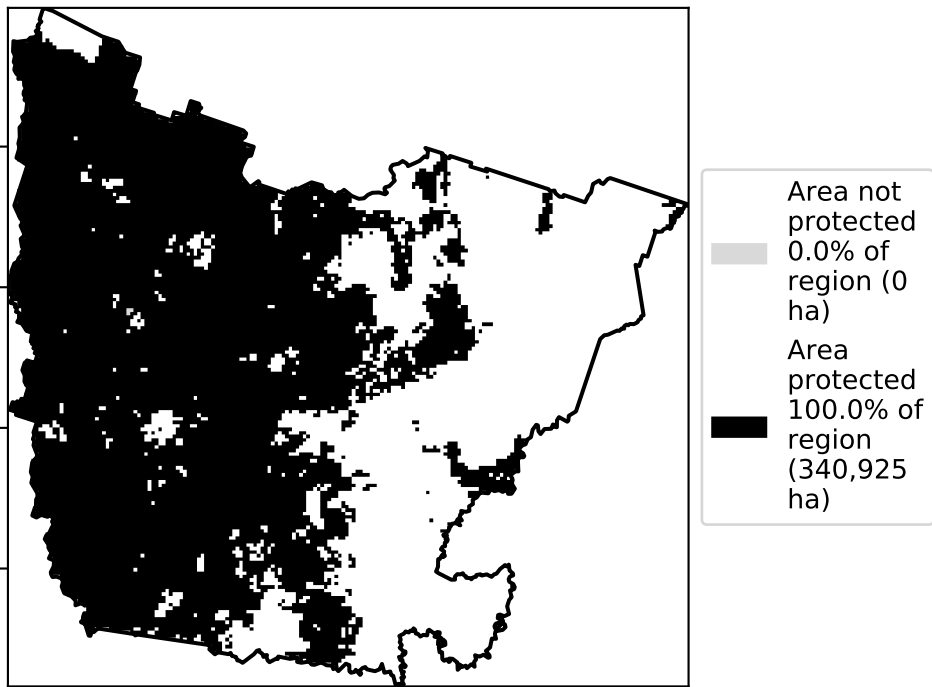 Area not
protected
0.0% of
region (0
ha)
Area
protected
100.0% of
region
(340,925
ha)